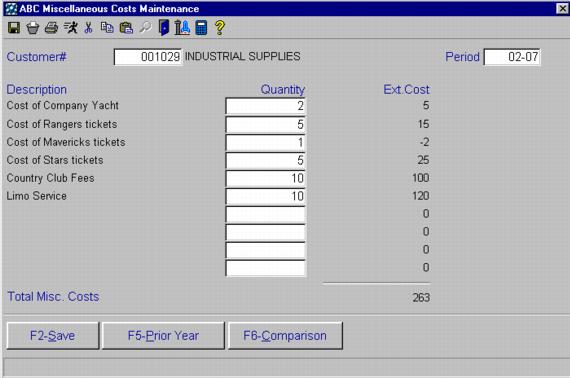 ABC Miscellaneous Costs Maintenance
Customer# 001029 INDUSTRIAL SUPPLIES Period 02-07
Description Quantity Ext.Cost
Cost of Company Yacht 2 5
Cost of Rangers tickets 5 15
Cost of Mavericks tickets 1 -2
Cost of Stars tickets 5 25
Country Club Fees 10 100
Limo Service 10 120
0
0
0
0
Total Misc. Costs 263
F2-Save F5-Prior Year F6-Comparison